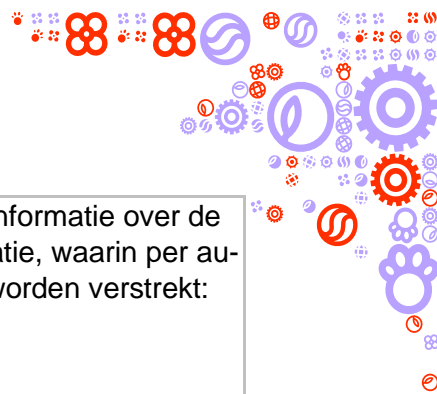 nformatie over de
atie, waarin per au-
worden verstrekt: